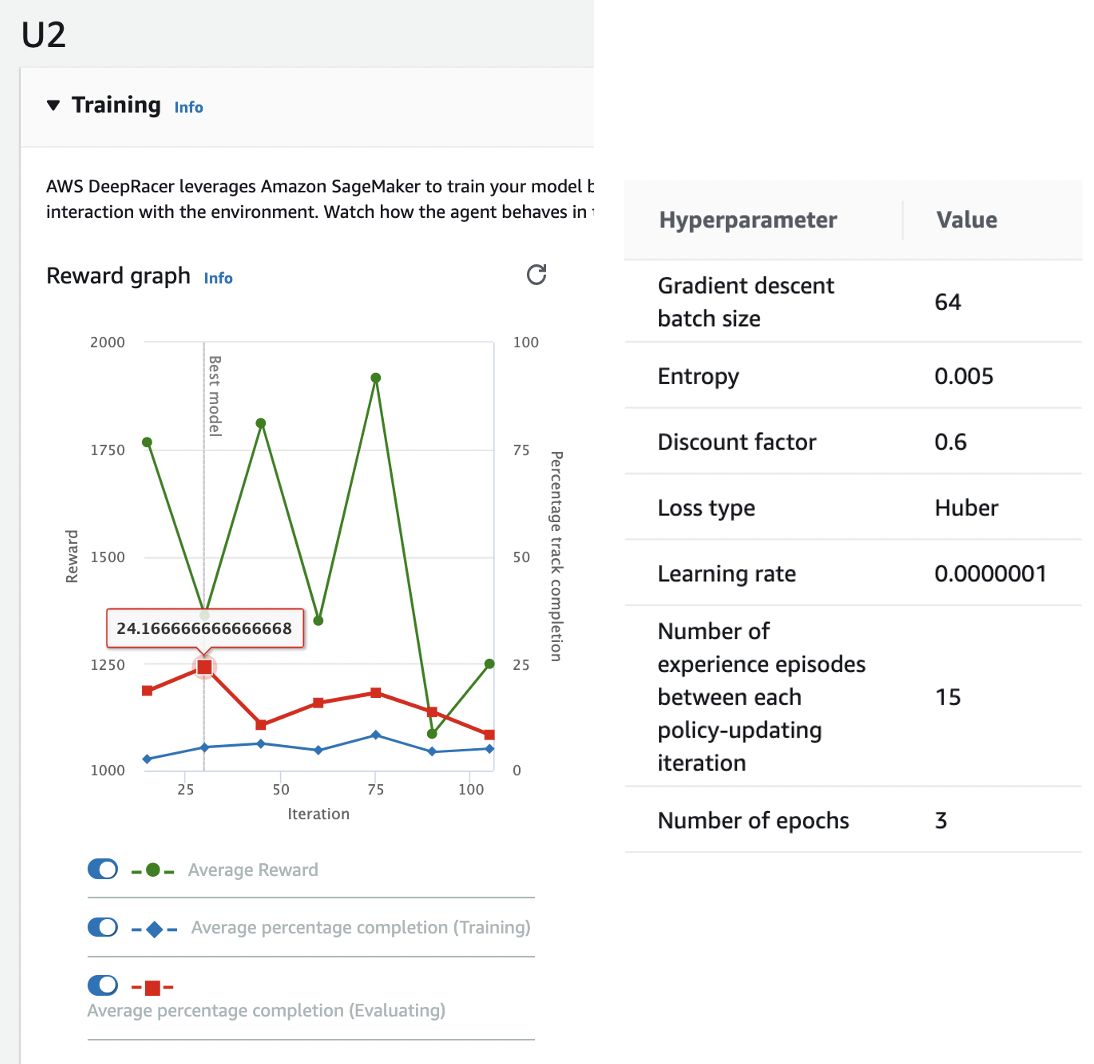 U2
Training Info
AWS DeepRacer leverages Amazon SageMaker to train your model b
interaction with the environment. Watch how the agent behaves in
Reward graph Info
2000
1750
1500
1250
1000
Reward
100
75
50
25
0
Percentage track completion
Best model
24.166666666666668
25 50 75 100
Iteration
Average Reward
Average percentage completion (Training)
Average percentage completion (Evaluating)
Hyperparameter Value
Gradient descent
batch size
64
Entropy 0.005
Discount factor 0.6
Loss type Huber
Learning rate 0.0000001
Number of
experience episodes
between each
policy-updating
iteration
15
Number of epochs 3